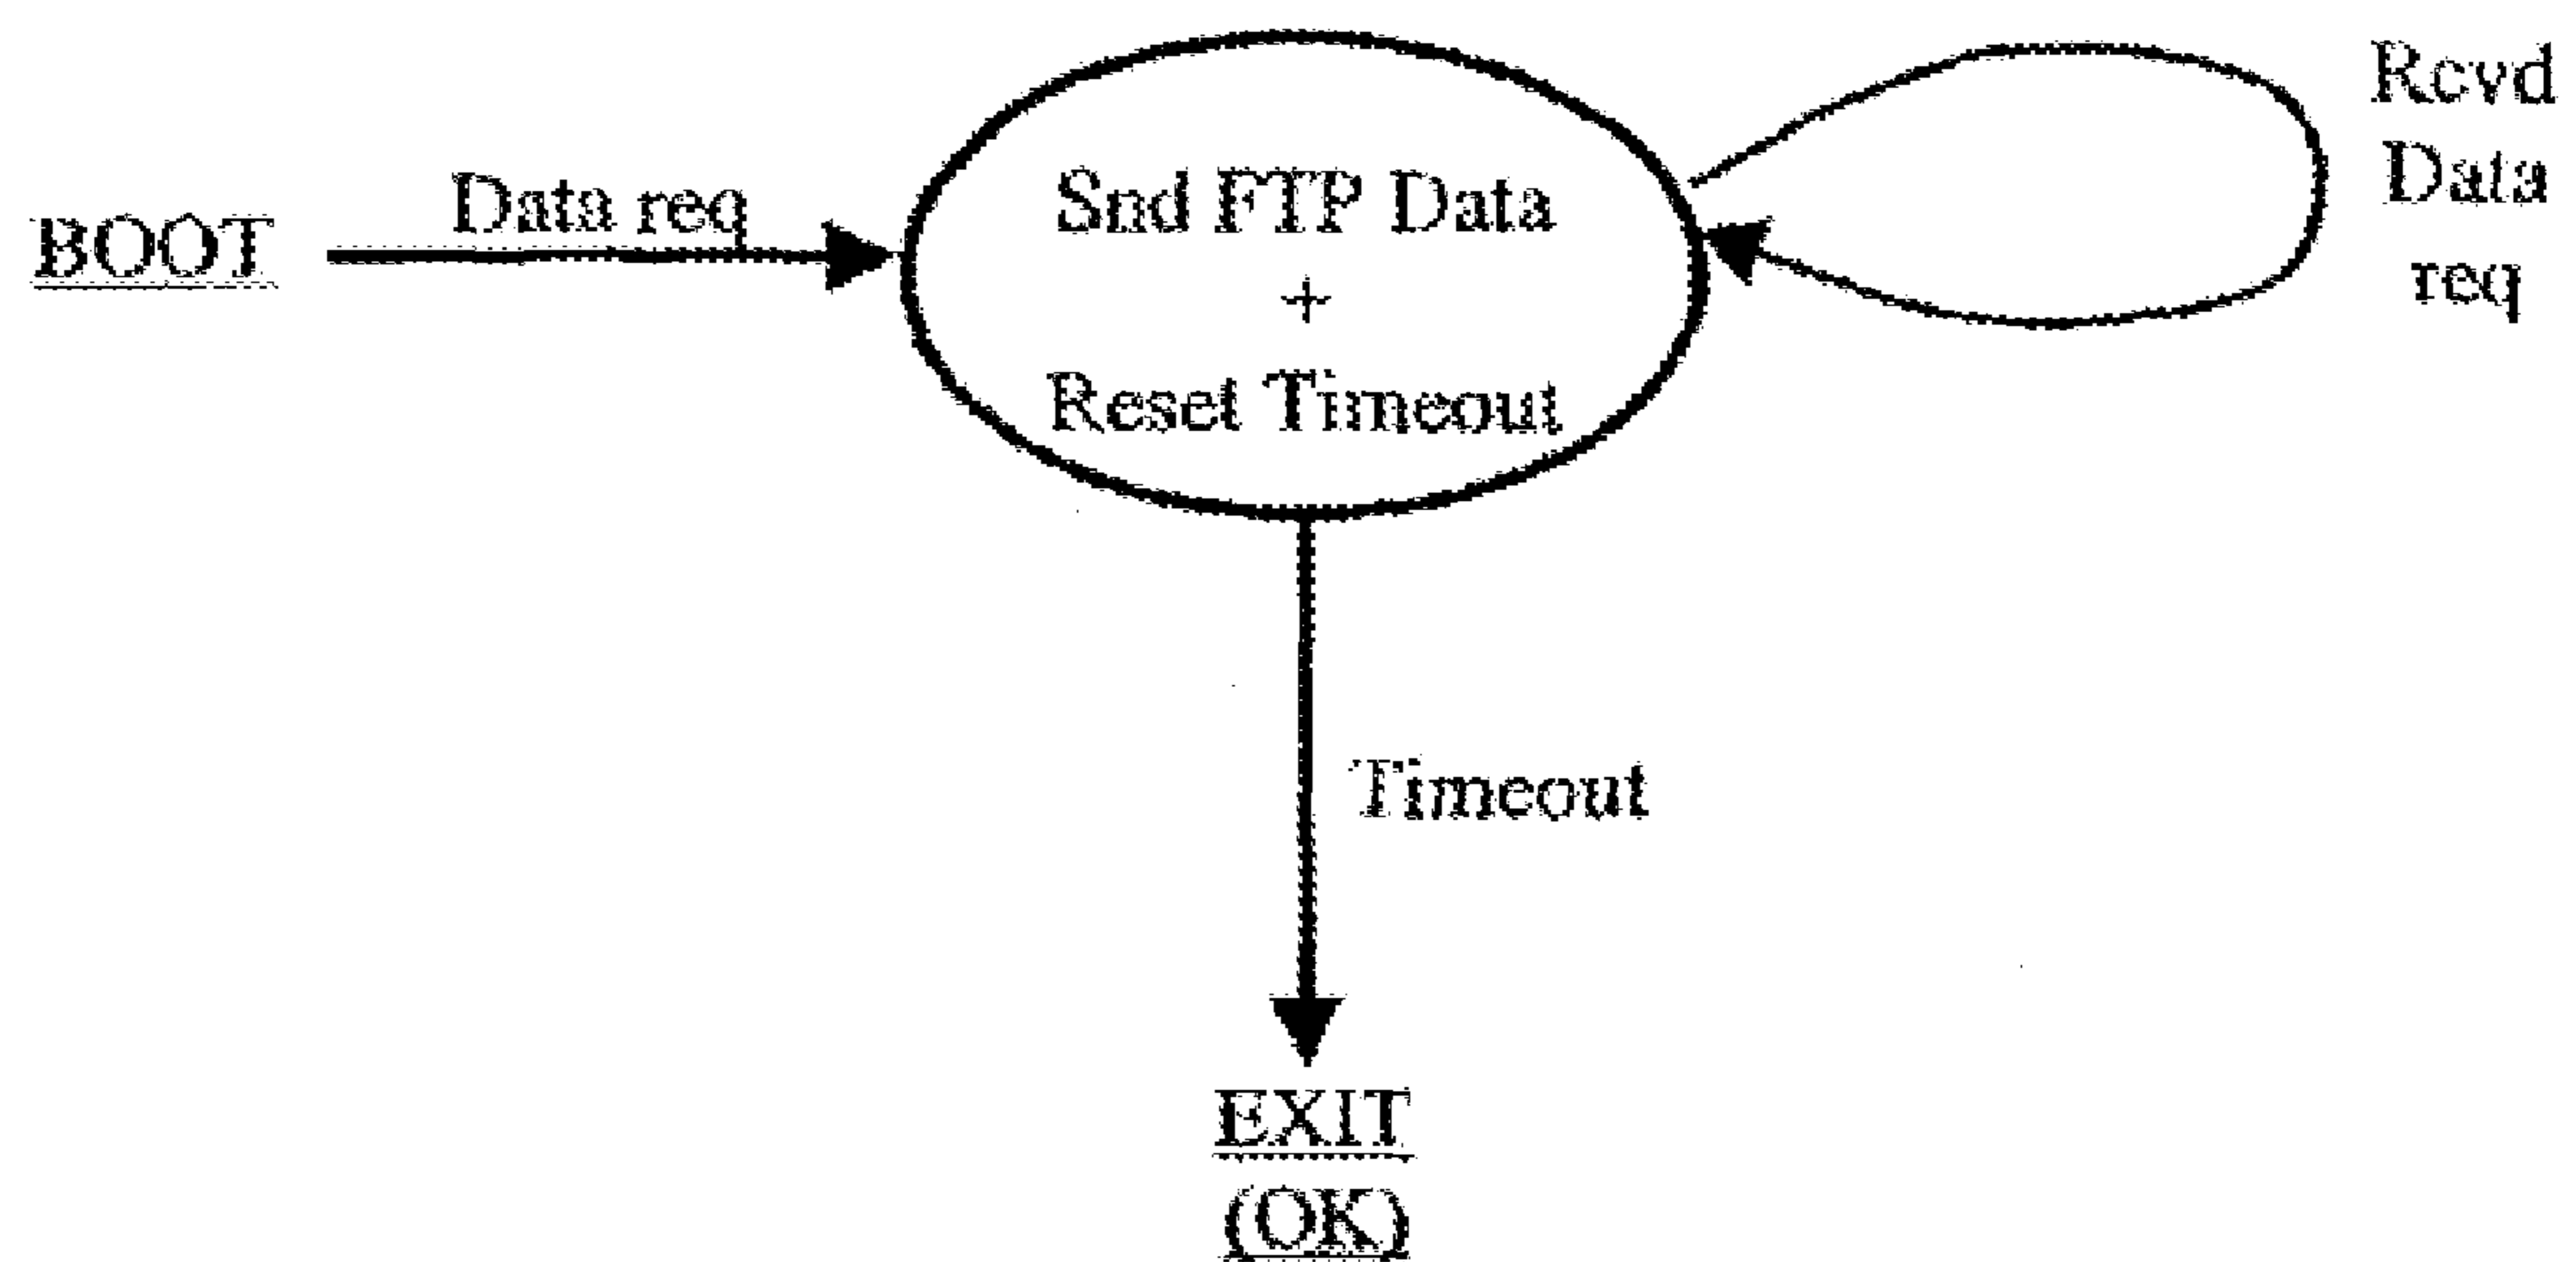 BOOT
Data req
Snd FTP Data
+
Reset Timeout
Rcvd
Data
req
Timeout
EXIT
(OK)